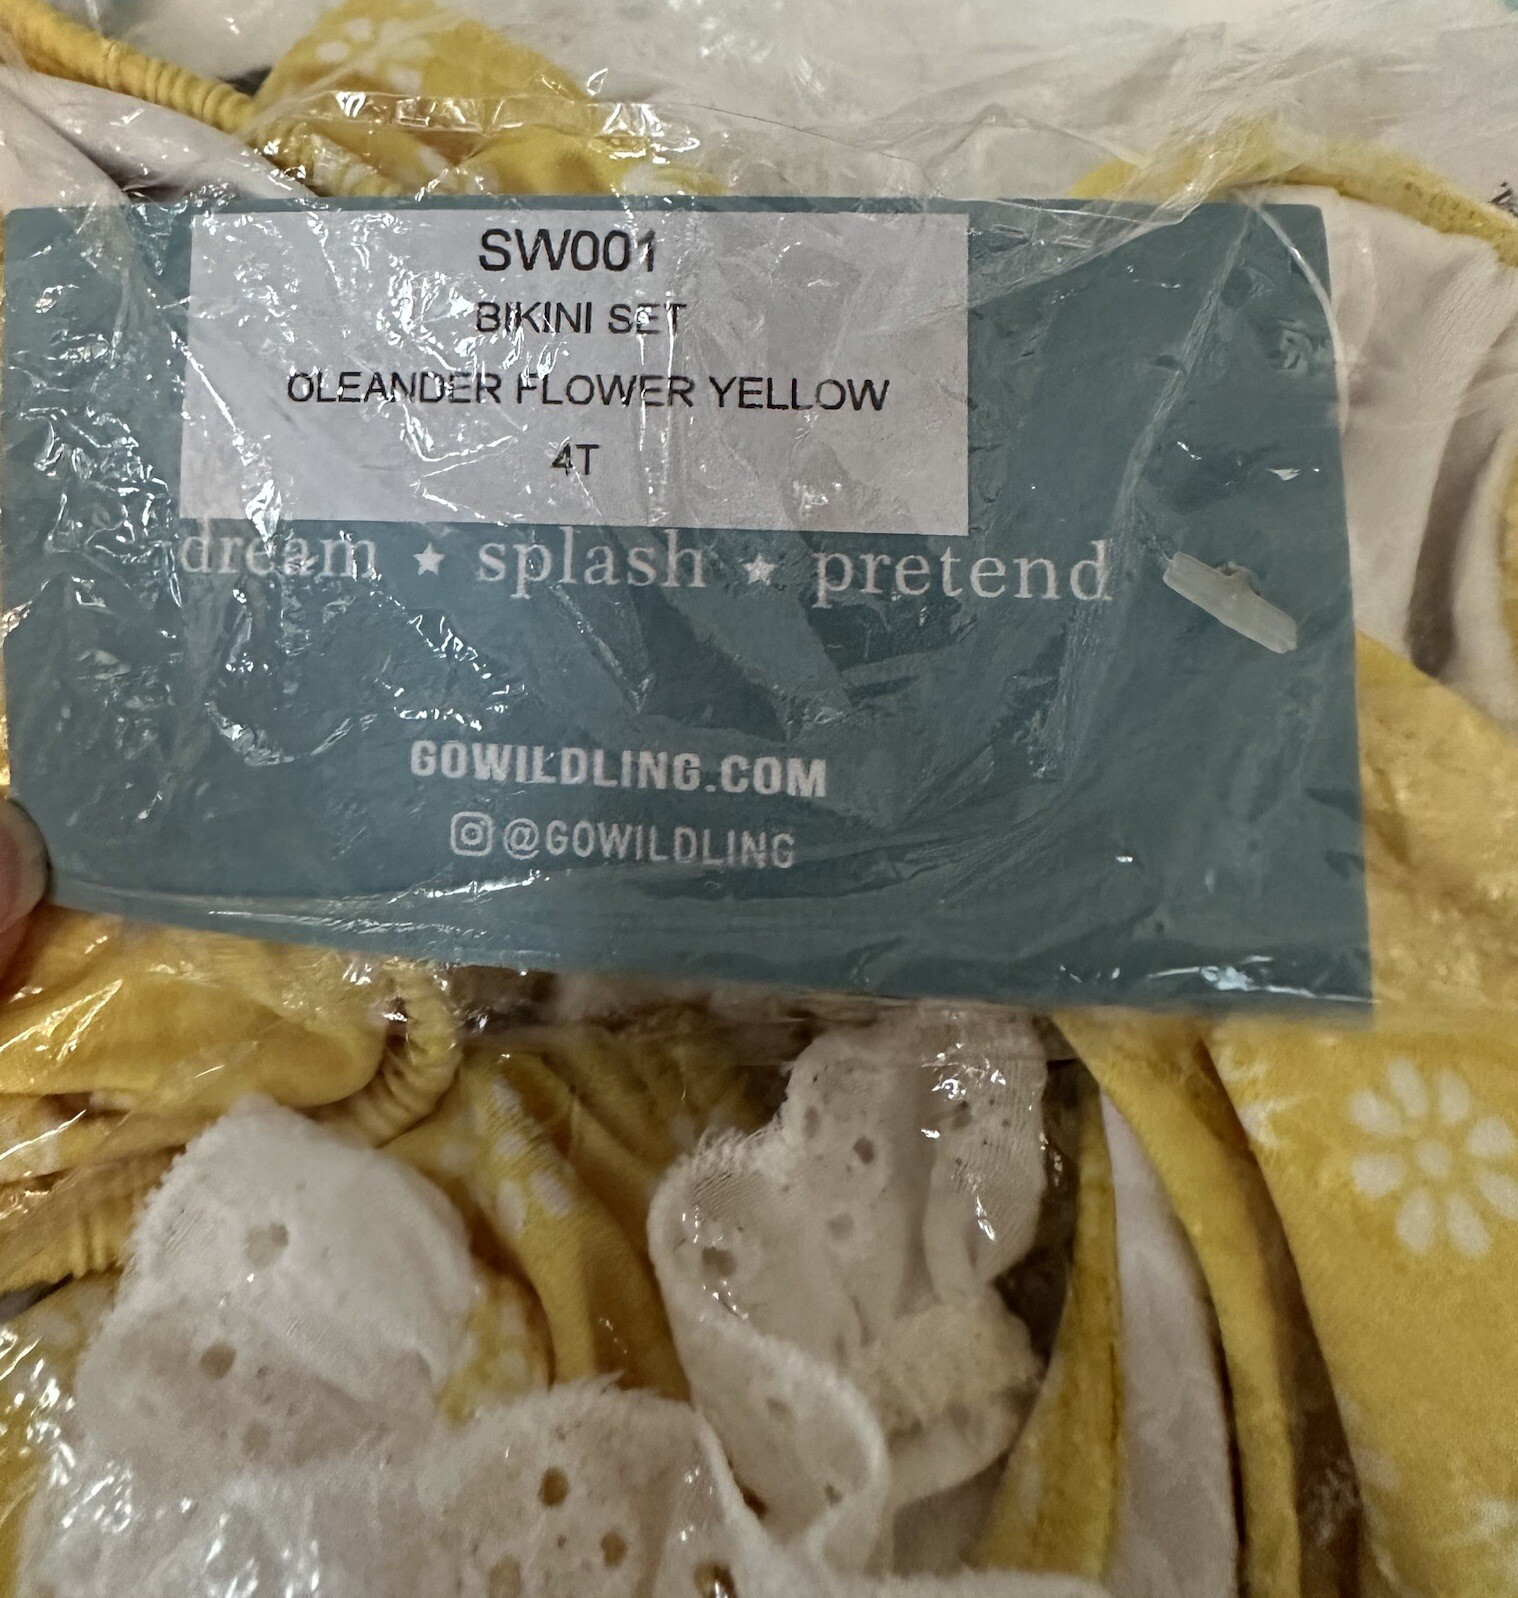 SW001
BIKINI SET
OLEANDER FLOWER YELLOW
4T
dream ★ splash ★ pretend
GOWILDLING.COM
@GOWILDLING